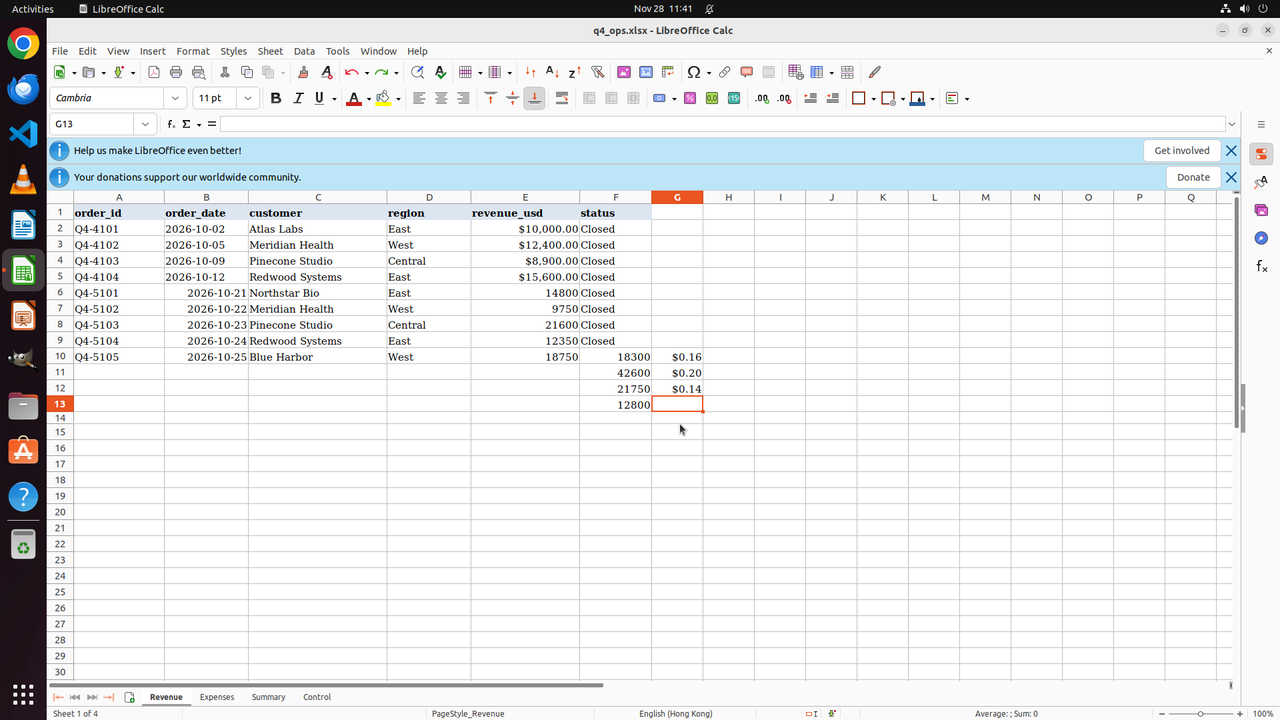 Activities LibreOffice Calc Nov 28 11:41
q4_ops.xlsx - LibreOffice Calc
File Edit View Insert Format Styles Sheet Data Tools Window Help
Cambria 11 pt
G13
Help us make LibreOffice even better! Get involved
Your donations support our worldwide community. Donate
A B C D E F G H I J K L M N O P Q
1 order_id order_date customer region revenue_usd status
2 Q4-4101 2026-10-02 Atlas Labs East $10,000.00 Closed
3 Q4-4102 2026-10-05 Meridian Health West $12,400.00 Closed
4 Q4-4103 2026-10-09 Pinecone Studio Central $8,900.00 Closed
5 Q4-4104 2026-10-12 Redwood Systems East $15,600.00 Closed
6 Q4-5101 2026-10-21 Northstar Bio East 14800 Closed
7 Q4-5102 2026-10-22 Meridian Health West 9750 Closed
8 Q4-5103 2026-10-23 Pinecone Studio Central 21600 Closed
9 Q4-5104 2026-10-24 Redwood Systems East 12350 Closed
10 Q4-5105 2026-10-25 Blue Harbor West 18750 18300 $0.16
11 42600 $0.20
12 21750 $0.14
13 12800
14
15
16
17
18
19
20
21
22
23
24
25
26
27
28
29
30
Revenue Expenses Summary Control
Sheet 1 of 4 PageStyle_Revenue English (Hong Kong) Average: ; Sum: 0 100%